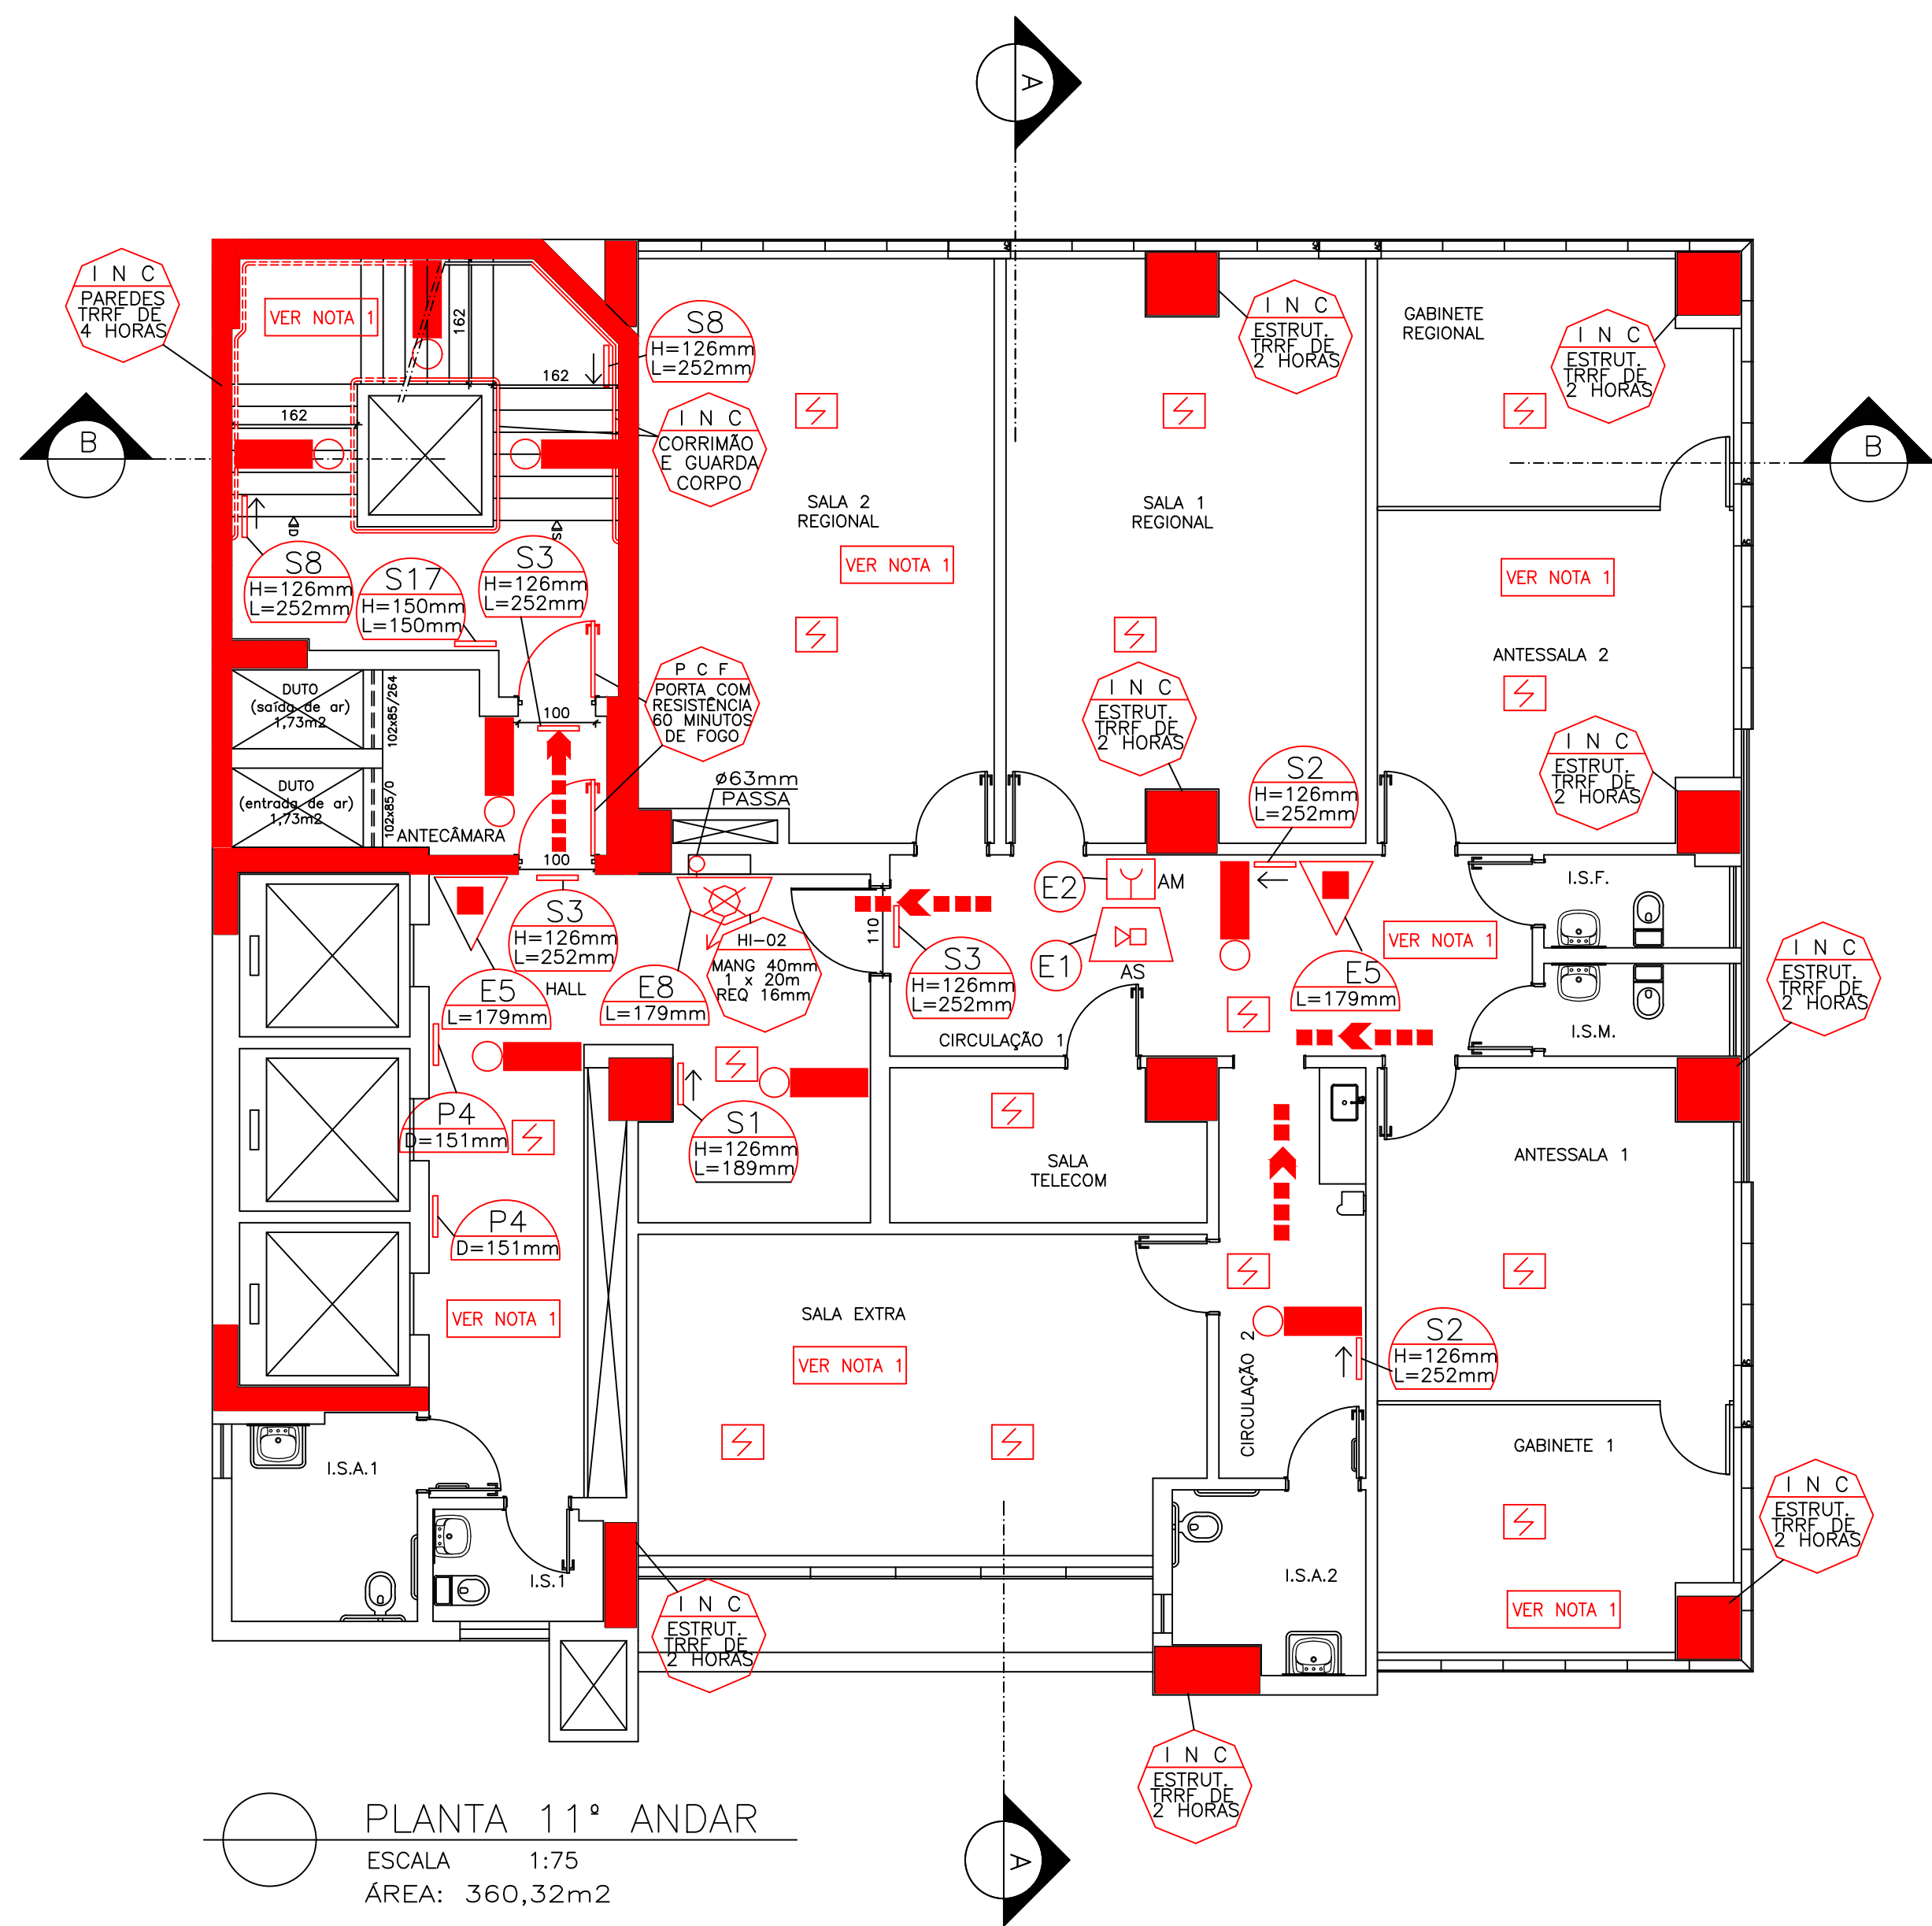 A
I N C
PAREDES
TRRF DE
4 HORAS
VER NOTA 1
162
162
162
S8
H=126mm
L=252mm
I N C
ESTRUT.
TRRF DE
2 HORAS
GABINETE
REGIONAL
I N C
ESTRUT.
TRRF DE
2 HORAS
B
I N C
CORRIMÃO
E GUARDA
CORPO
B
SALA 2
REGIONAL
SALA 1
REGIONAL
D
S
S8
H=126mm
L=252mm
S17
H=150mm
L=150mm
S3
H=126mm
L=252mm
VER NOTA 1
VER NOTA 1
ANTESSALA 2
P C F
PORTA COM
RESISTÊNCIA
60 MINUTOS
DE FOGO
I N C
ESTRUT.
TRRF DE
2 HORAS
DUTO
(saída de ar)
1,73m2
102x85/264
100
I N C
ESTRUT.
TRRF DE
2 HORAS
DUTO
(entrada de ar)
1,73m2
102x85/0
ANTECÂMARA
100
ø63mm
PASSA
S2
H=126mm
L=252mm
E2
AM
E1
AS
I.S.F.
VER NOTA 1
S3
H=126mm
L=252mm
HALL
E5
L=179mm
E8
L=179mm
HI-02
MANG 40mm
1 x 20m
REQ 16mm
110
S3
H=126mm
L=252mm
E5
L=179mm
I N C
ESTRUT.
TRRF DE
2 HORAS
CIRCULAÇÃO 1
I.S.M.
P4
D=151mm
S1
H=126mm
L=189mm
SALA
TELECOM
ANTESSALA 1
P4
D=151mm
VER NOTA 1
SALA EXTRA
VER NOTA 1
CIRCULAÇÃO 2
S2
H=126mm
L=252mm
GABINETE 1
I.S.A.1
I N C
ESTRUT.
TRRF DE
2 HORAS
I.S.1
I.S.A.2
VER NOTA 1
I N C
ESTRUT.
TRRF DE
2 HORAS
I N C
ESTRUT.
TRRF DE
2 HORAS
A
PLANTA 11º ANDAR
ESCALA 1:75
ÁREA: 360,32m2